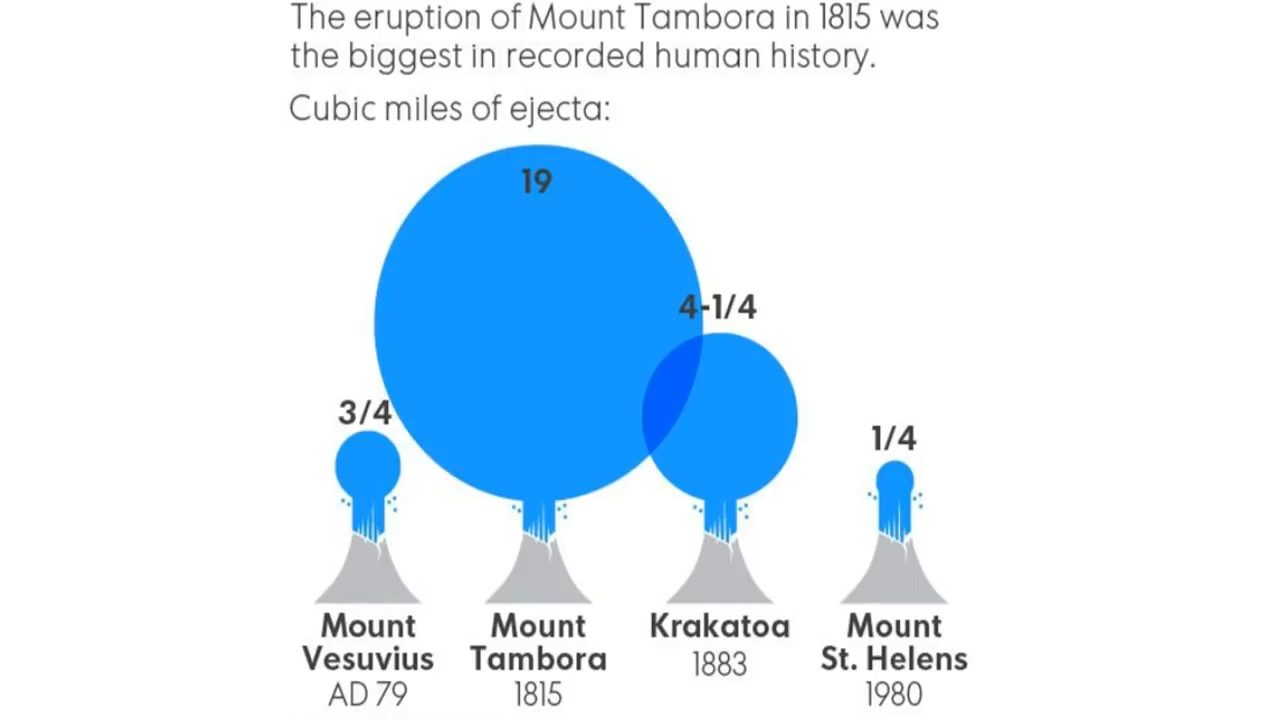 The eruption of Mount Tambora in 1815 was
the biggest in recorded human history.
Cubic miles of ejecta:
19
4-1/4
3/4
1/4
Mount
Vesuvius
AD 79
Mount
Tambora
1815
Krakatoa
1883
Mount
St. Helens
1980